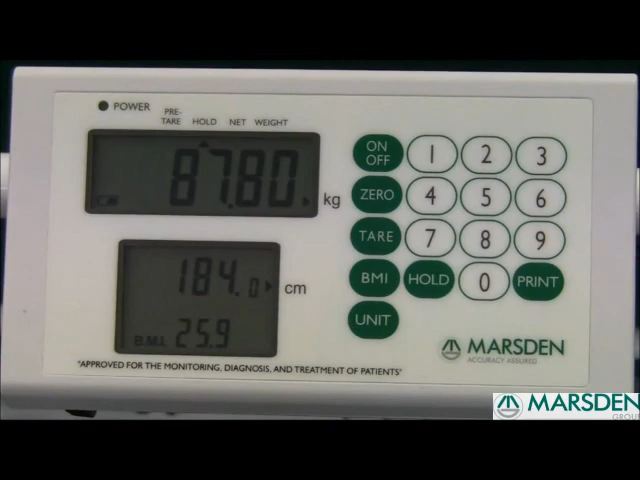 POWER
PRE-
TARE HOLD NET WEIGHT
87.80 kg
184.0 cm
B.M.I. 25.9
"APPROVED FOR THE MONITORING, DIAGNOSIS, AND TREATMENT OF PATIENTS"
ON
OFF 1 2 3
ZERO 4 5 6
TARE 7 8 9
BMI HOLD 0 PRINT
UNIT
MARSDEN
ACCURACY ASSURED
MARSDEN
GROUP